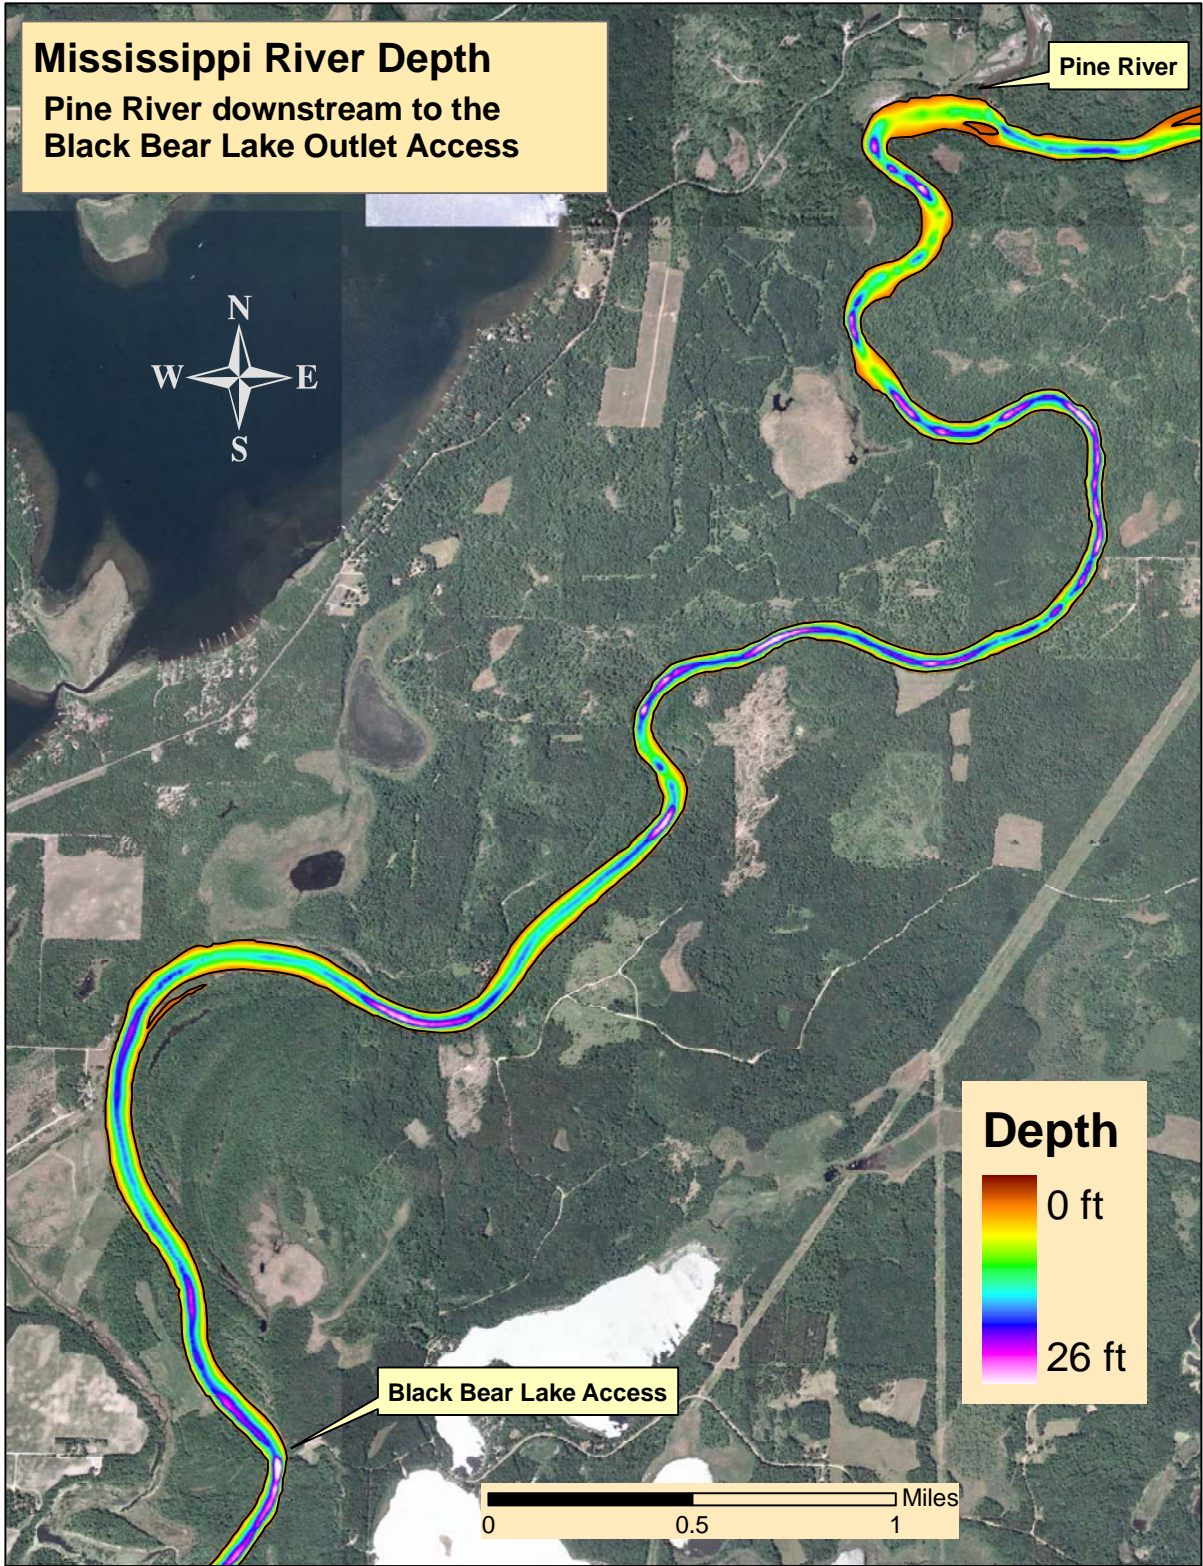 Mississippi River Depth
Pine River downstream to the
Black Bear Lake Outlet Access
Pine River
N
W E
S
Depth
0 ft
26 ft
Black Bear Lake Access
Miles
0 0.5 1